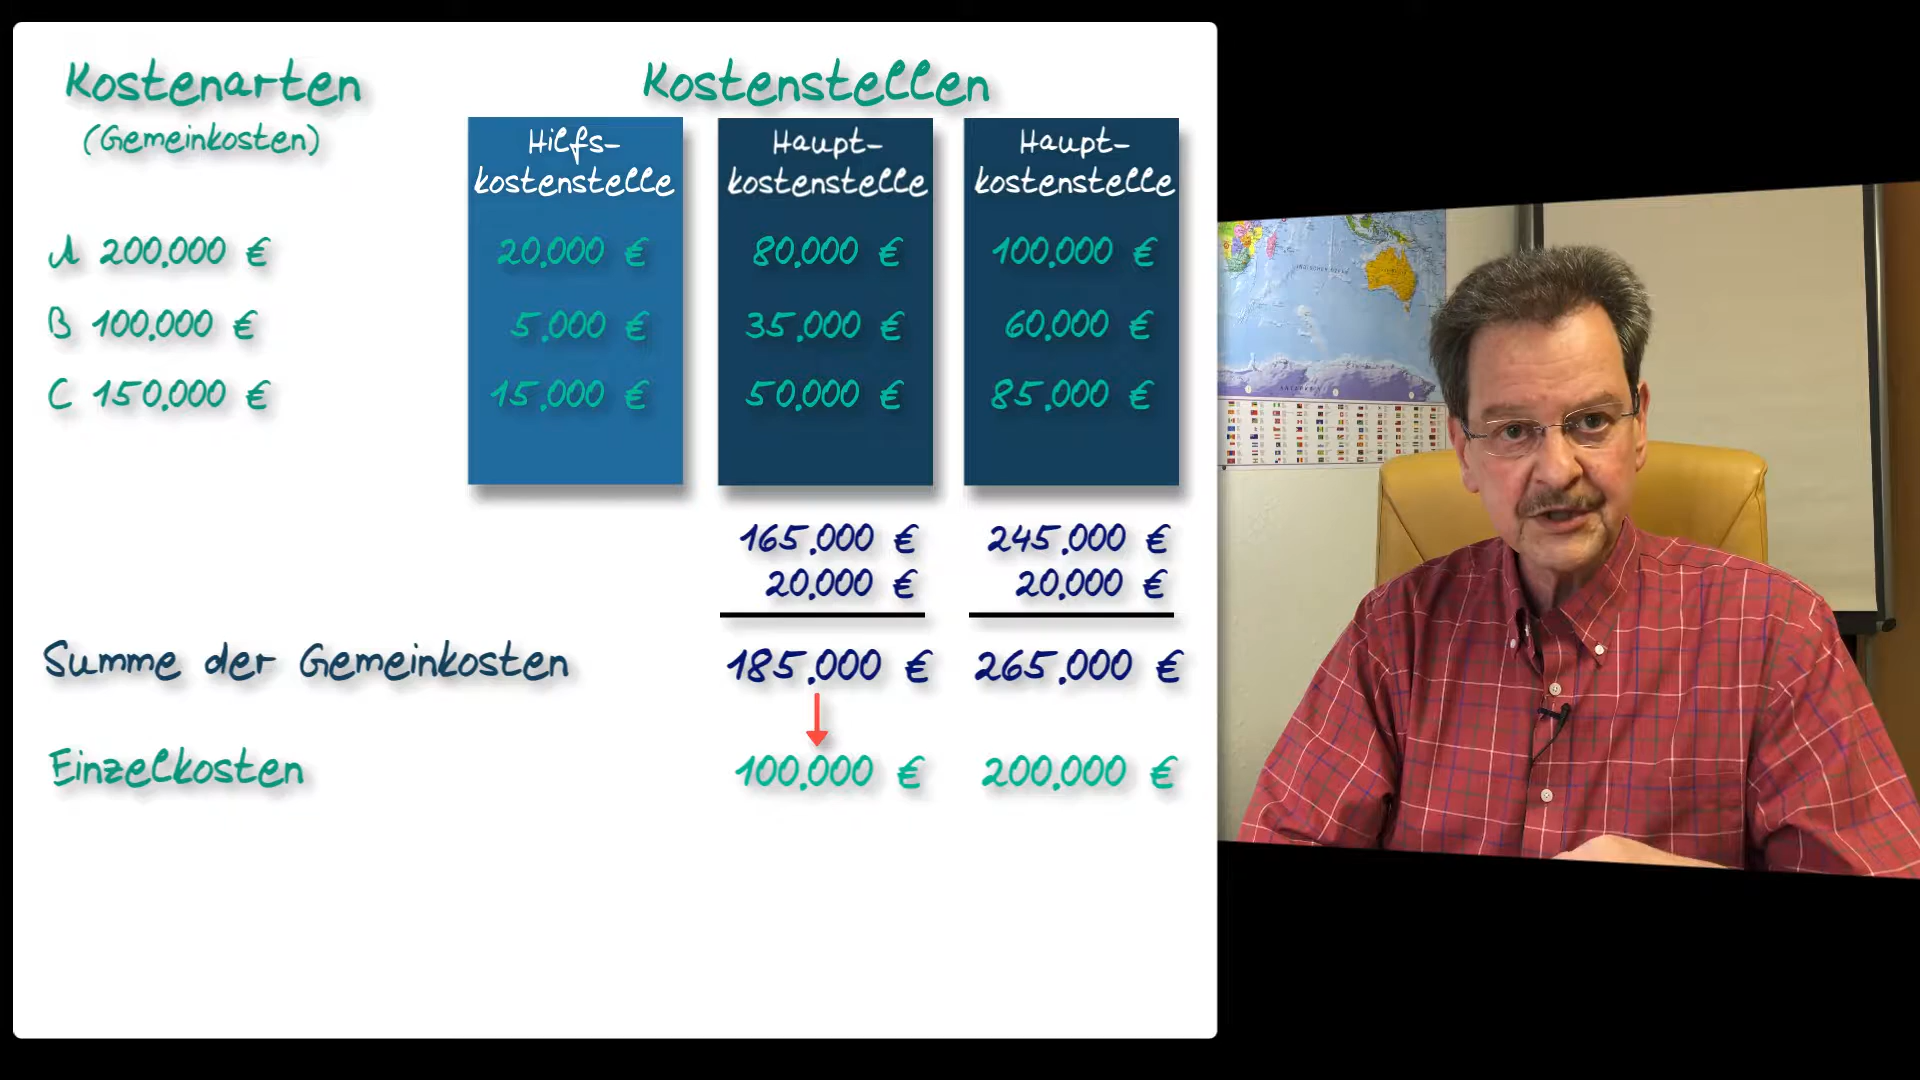 Kostenarten
(Gemeinkosten)
Kostenstellen
Hilfs-
kostenstelle
Haupt-
kostenstelle
Haupt-
kostenstelle
A 200.000 € 20.000 € 80.000 € 100.000 €
B 100.000 € 5.000 € 35.000 € 60.000 €
C 150.000 € 15.000 € 50.000 € 85.000 €
165.000 € 245.000 €
20.000 € 20.000 €
Summe der Gemeinkosten 185.000 € 265.000 €
Einzelkosten 100.000 € 200.000 €